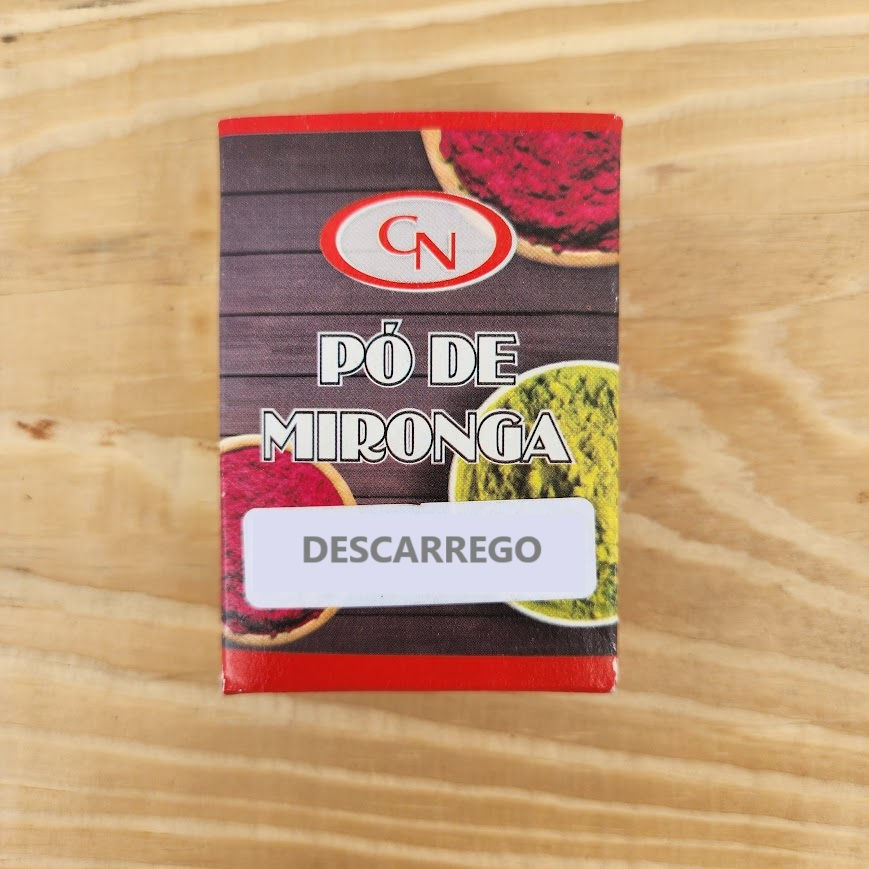 CN
PÓ DE
MIRONGA
DESCARREGO